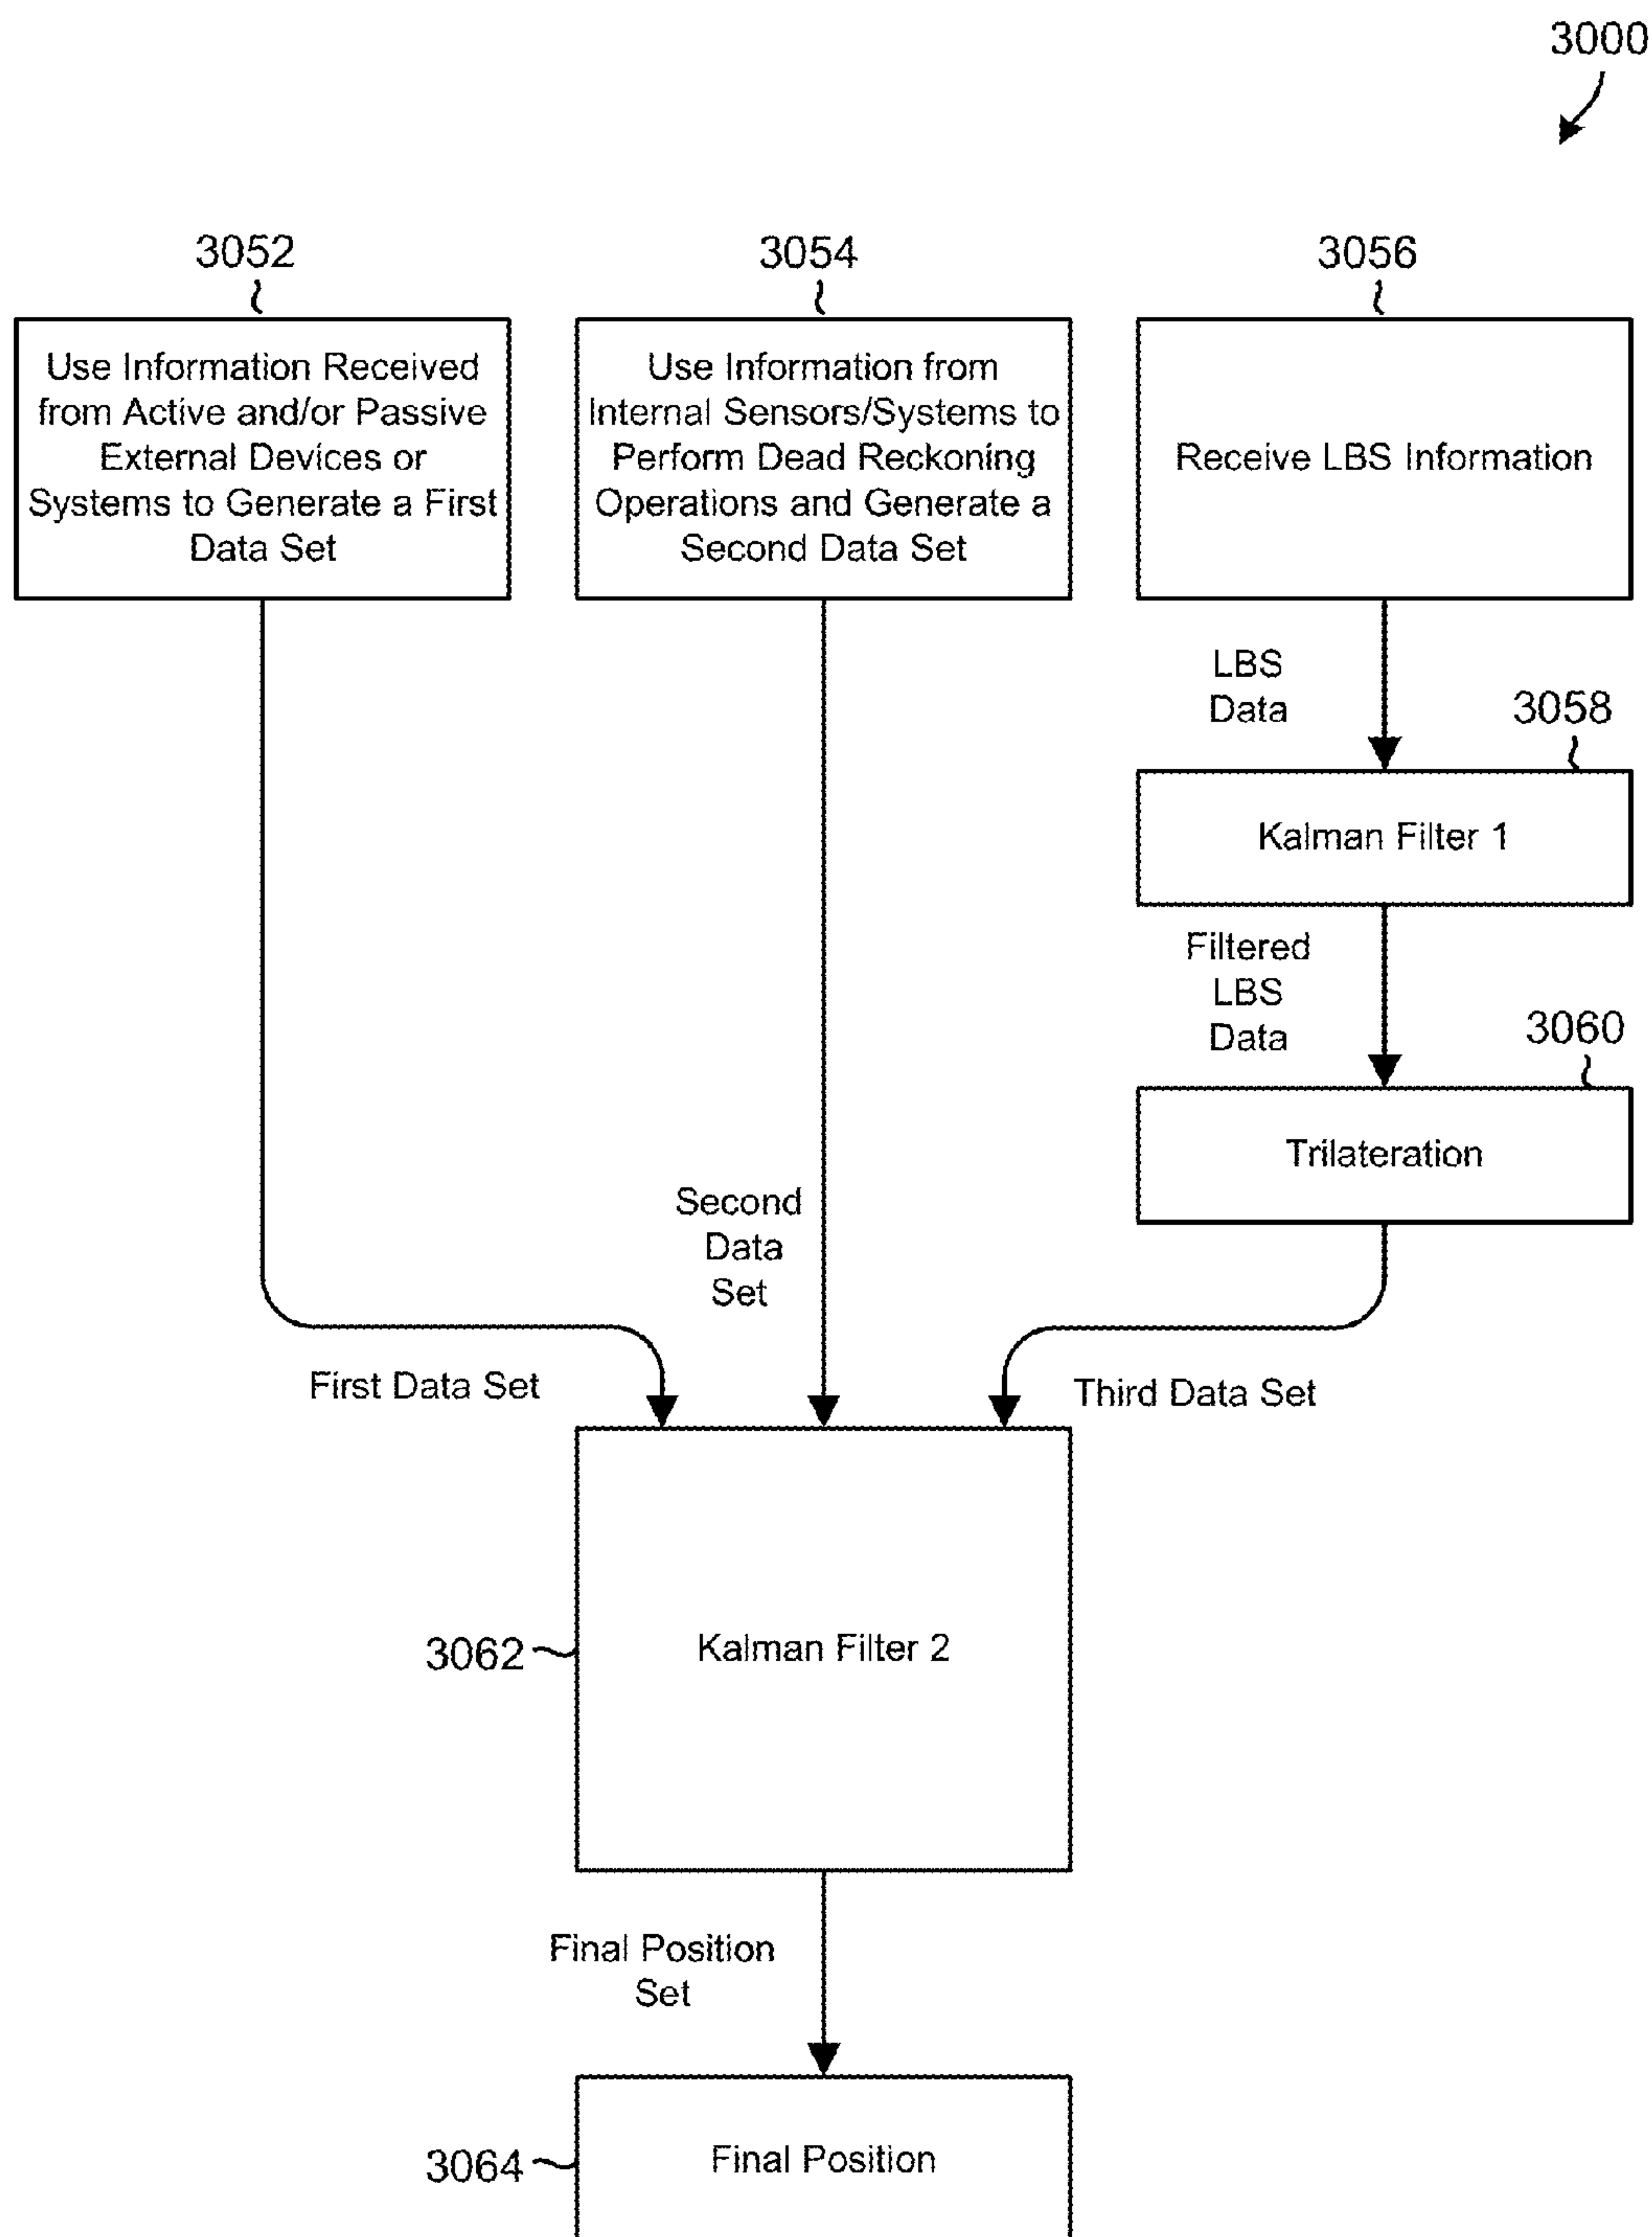 3000
3052
Use Information Received
from Active and/or Passive
External Devices or
Systems to Generate a First
Data Set
3054
Use Information from
Internal Sensors/Systems to
Perform Dead Reckoning
Operations and Generate a
Second Data Set
3056
Receive LBS Information
LBS
Data
3058
Kalman Filter 1
Filtered
LBS
Data
3060
Trilateration
Second
Data
Set
First Data Set
Third Data Set
3062
Kalman Filter 2
Final Position
Set
3064
Final Position